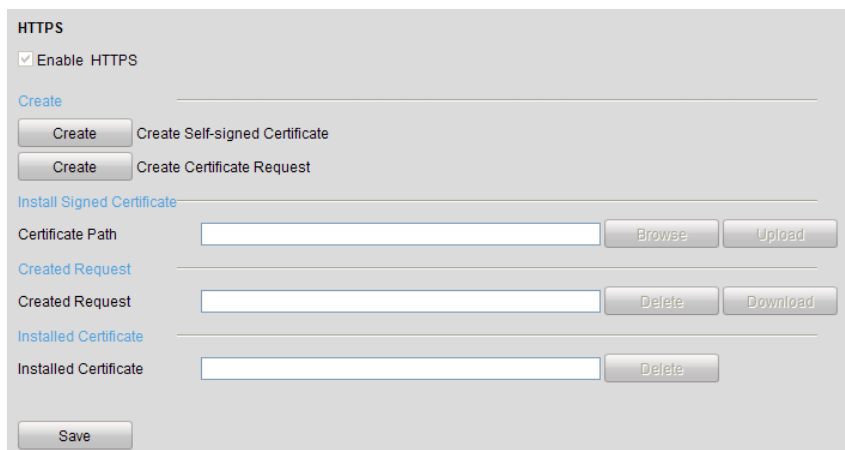 HTTPS
Enable HTTPS
Create
Create Create Self-signed Certificate
Create Create Certificate Request
Install Signed Certificate
Certificate Path Browse Upload
Created Request
Created Request Delete Download
Installed Certificate
Installed Certificate Delete
Save